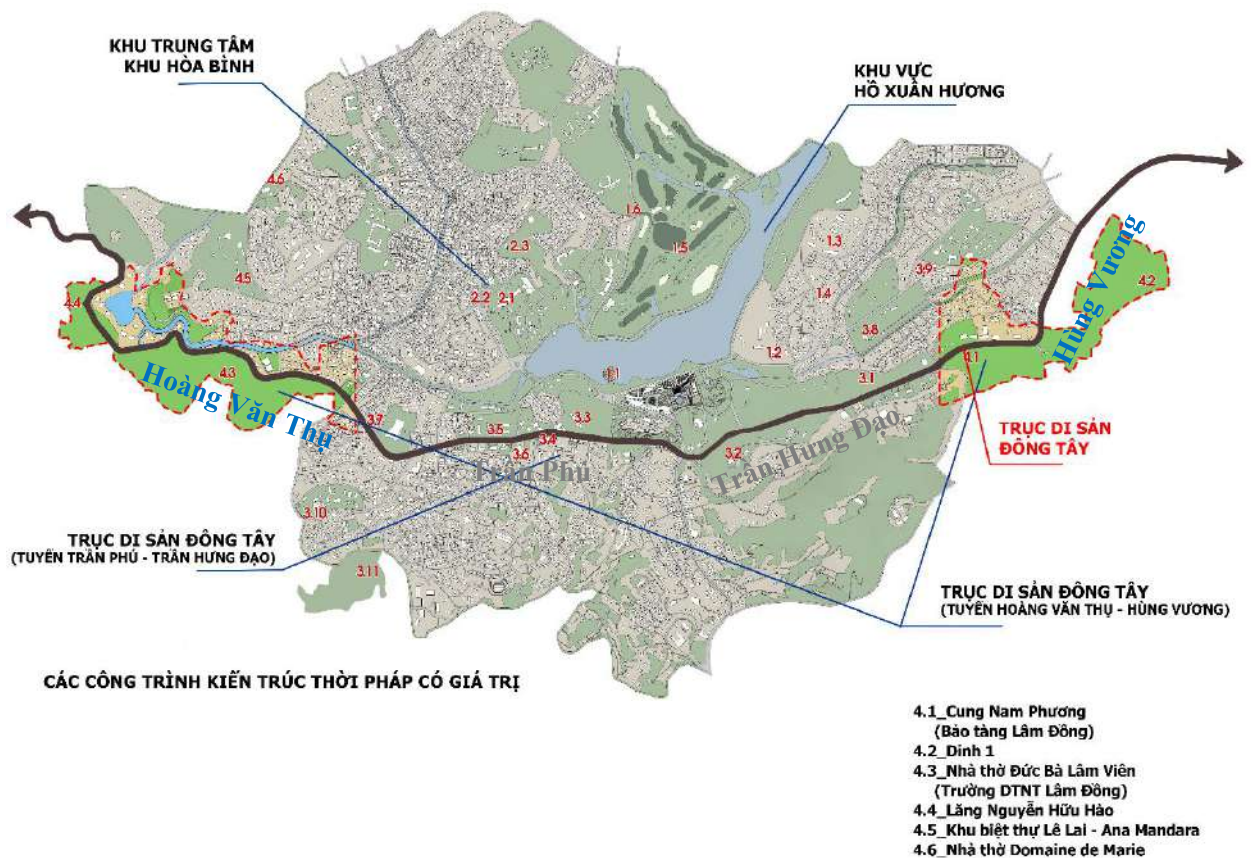 KHU TRUNG TÂM
KHU HÒA BÌNH
KHU VỰC
HỒ XUÂN HƯƠNG
4.6
1.6
2.3
1.5
1.3
Hùng Vương
4.5
3.9
4.2
4.4
2.2
2.1
1.4
3.8
1.2
4.3
Hoàng Văn Thụ
1.1
3.1
4.1
3.7
3.5
3.3
3.4
3.6
3.2
Trần Phú
Trần Hưng Đạo
TRỤC DI SẢN
ĐÔNG TÂY
3.10
TRỤC DI SẢN ĐÔNG TÂY
(TUYẾN TRẦN PHÚ - TRẦN HƯNG ĐẠO)
3.11
TRỤC DI SẢN ĐÔNG TÂY
(TUYẾN HOÀNG VĂN THỤ - HÙNG VƯƠNG)
CÁC CÔNG TRÌNH KIẾN TRÚC THỜI PHÁP CÓ GIÁ TRỊ
4.1_Cung Nam Phương
(Bảo tàng Lâm Đồng)
4.2_Dinh 1
4.3_Nhà thờ Đức Bà Lâm Viên
(Trường DTNT Lâm Đồng)
4.4_Lăng Nguyễn Hữu Hào
4.5_Khu biệt thự Lê Lai - Ana Mandara
4.6_Nhà thờ Domaine de Marie